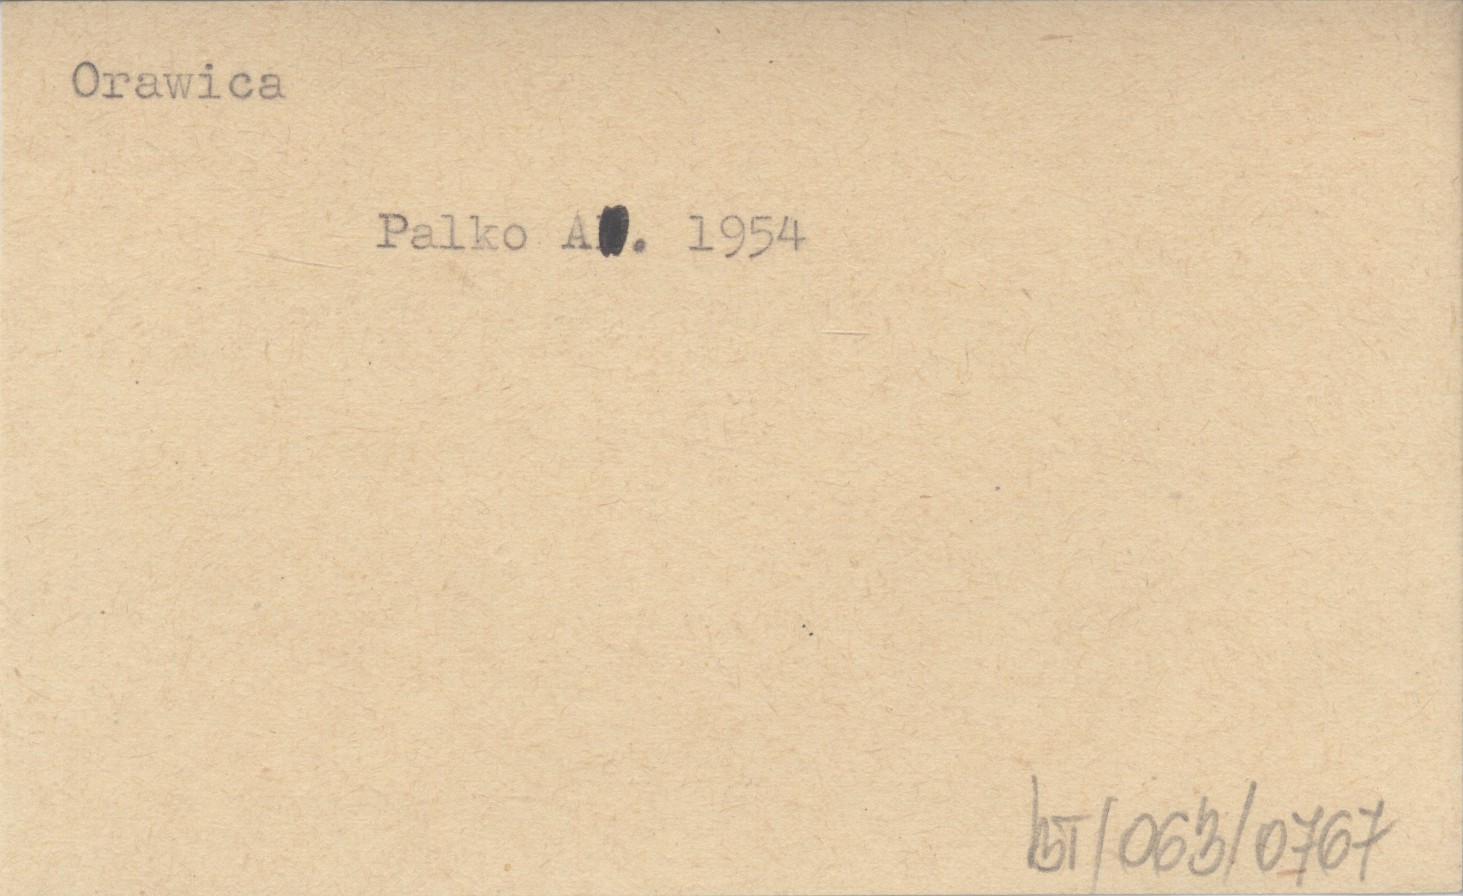 Orawica
Palko A. 1954
bT/063/0767